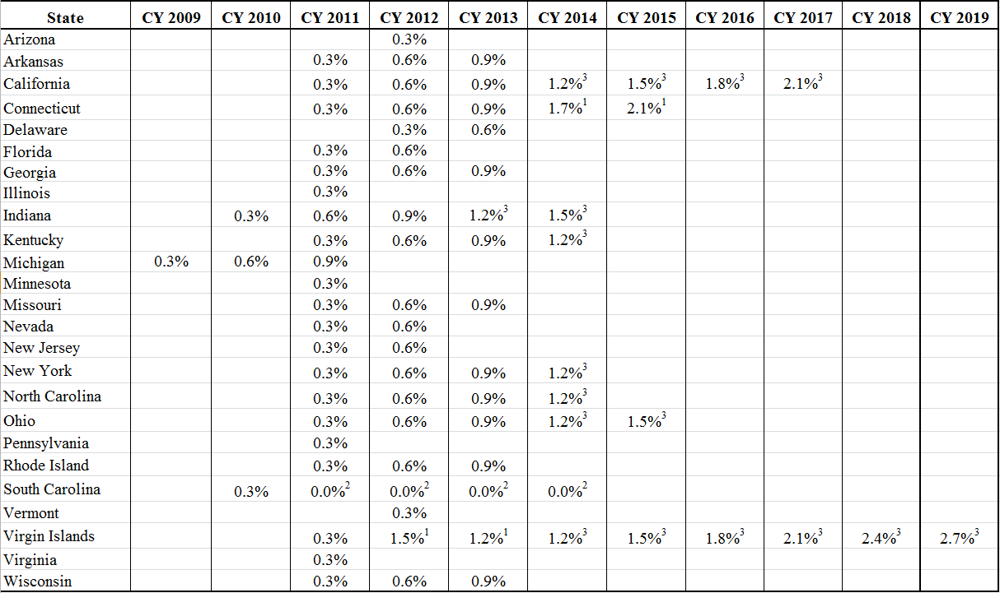 State CY 2009 CY 2010 CY 2011 CY 2012 CY 2013 CY 2014 CY 2015 CY 2016 CY 2017 CY 2018 CY 2019
Arizona 0.3%
Arkansas 0.3% 0.6% 0.9%
California 0.3% 0.6% 0.9% 1.2%³ 1.5%³ 1.8%³ 2.1%³
Connecticut 0.3% 0.6% 0.9% 1.7%¹ 2.1%¹
Delaware 0.3% 0.6%
Florida 0.3% 0.6%
Georgia 0.3% 0.6% 0.9%
Illinois 0.3%
Indiana 0.3% 0.6% 0.9% 1.2%³ 1.5%³
Kentucky 0.3% 0.6% 0.9% 1.2%³
Michigan 0.3% 0.6% 0.9%
Minnesota 0.3%
Missouri 0.3% 0.6% 0.9%
Nevada 0.3% 0.6%
New Jersey 0.3% 0.6%
New York 0.3% 0.6% 0.9% 1.2%³
North Carolina 0.3% 0.6% 0.9% 1.2%³
Ohio 0.3% 0.6% 0.9% 1.2%³ 1.5%³
Pennsylvania 0.3%
Rhode Island 0.3% 0.6% 0.9%
South Carolina 0.3% 0.0%² 0.0%² 0.0%² 0.0%²
Vermont 0.3%
Virgin Islands 0.3% 1.5%¹ 1.2%¹ 1.2%³ 1.5%³ 1.8%³ 2.1%³ 2.4%³ 2.7%³
Virginia 0.3%
Wisconsin 0.3% 0.6% 0.9%